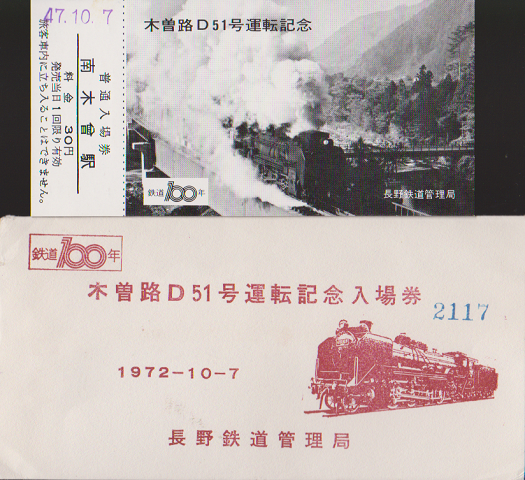 47.10.7
普通入場券
南木曽駅
料金 30円
発売当日1回限り有効
旅客車内に立ち入ることはできません。
木曽路D51号運転記念
鉄道100年
長野鉄道管理局
鉄道100年
木曽路D51号運転記念入場券
2117
1972-10-7
長野鉄道管理局